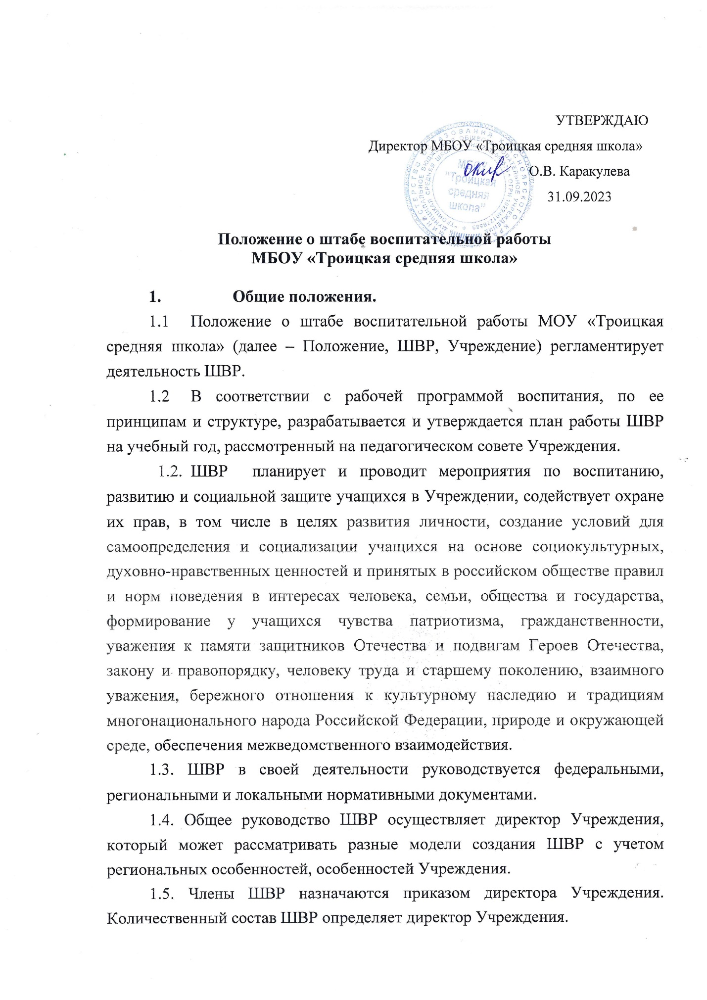 УТВЕРЖДАЮ
Директор МБОУ «Троицкая средняя школа»
О.В. Каракулева
31.09.2023
МБОУ
"Троицкая
средняя
школа"
Положение о штабе воспитательной работы
МБОУ «Троицкая средняя школа»
1. Общие положения.
1.1 Положение о штабе воспитательной работы МОУ «Троицкая
средняя школа» (далее – Положение, ШВР, Учреждение) регламентирует
деятельность ШВР.
1.2 В соответствии с рабочей программой воспитания, по ее
принципам и структуре, разрабатывается и утверждается план работы ШВР
на учебный год, рассмотренный на педагогическом совете Учреждения.
1.2. ШВР планирует и проводит мероприятия по воспитанию,
развитию и социальной защите учащихся в Учреждении, содействует охране
их прав, в том числе в целях развития личности, создание условий для
самоопределения и социализации учащихся на основе социокультурных,
духовно-нравственных ценностей и принятых в российском обществе правил
и норм поведения в интересах человека, семьи, общества и государства,
формирование у учащихся чувства патриотизма, гражданственности,
уважения к памяти защитников Отечества и подвигам Героев Отечества,
закону и правопорядку, человеку труда и старшему поколению, взаимного
уважения, бережного отношения к культурному наследию и традициям
многонационального народа Российской Федерации, природе и окружающей
среде, обеспечения межведомственного взаимодействия.
1.3. ШВР в своей деятельности руководствуется федеральными,
региональными и локальными нормативными документами.
1.4. Общее руководство ШВР осуществляет директор Учреждения,
который может рассматривать разные модели создания ШВР с учетом
региональных особенностей, особенностей Учреждения.
1.5. Члены ШВР назначаются приказом директора Учреждения.
Количественный состав ШВР определяет директор Учреждения.